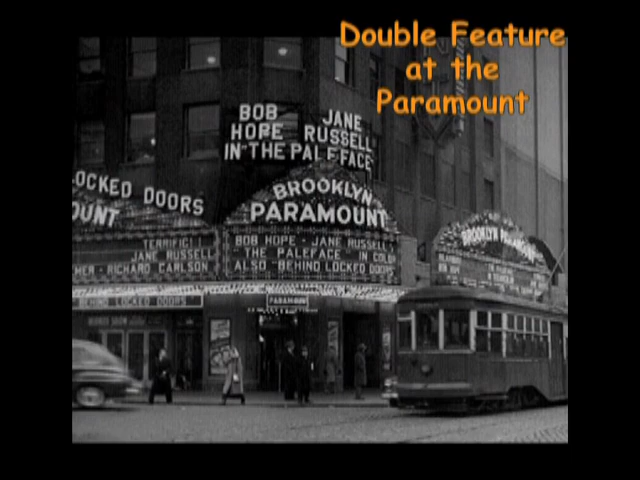 Double Feature
at the
Paramount
BOB JANE
HOPE RUSSELL
IN "THE PALEFACE"
LOCKED DOORS
BROOKLYN
PARAMOUNT
TERRIFIC!
JANE RUSSELL
RICHARD CARLSON
BOB HOPE - JANE RUSSELL
"THE PALEFACE" IN COLOR
ALSO "BEHIND LOCKED DOORS"
BEHIND LOCKED DOORS
PARAMOUNT
BROOKLYN PARAMOUNT